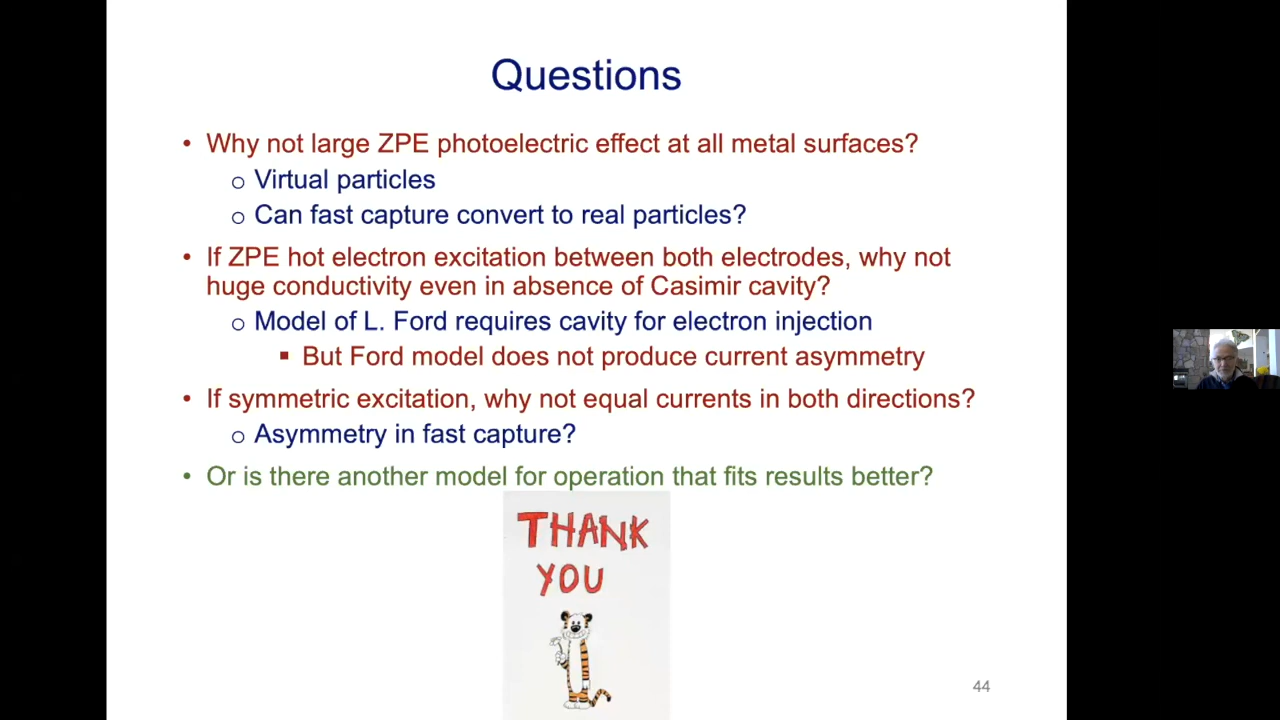 Questions
• Why not large ZPE photoelectric effect at all metal surfaces?
o Virtual particles
o Can fast capture convert to real particles?
• If ZPE hot electron excitation between both electrodes, why not
huge conductivity even in absence of Casimir cavity?
o Model of L. Ford requires cavity for electron injection
▪ But Ford model does not produce current asymmetry
• If symmetric excitation, why not equal currents in both directions?
o Asymmetry in fast capture?
• Or is there another model for operation that fits results better?
THANK
YOU
44